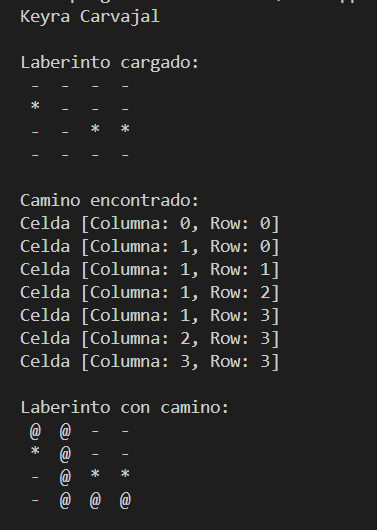 Keyra Carvajal
Laberinto cargado:
- - - -
* - - -
- - * *
- - - -
Camino encontrado:
Celda [Columna: 0, Row: 0]
Celda [Columna: 1, Row: 0]
Celda [Columna: 1, Row: 1]
Celda [Columna: 1, Row: 2]
Celda [Columna: 1, Row: 3]
Celda [Columna: 2, Row: 3]
Celda [Columna: 3, Row: 3]
Laberinto con camino:
@ @ - -
* @ - -
- @ * *
- @ @ @